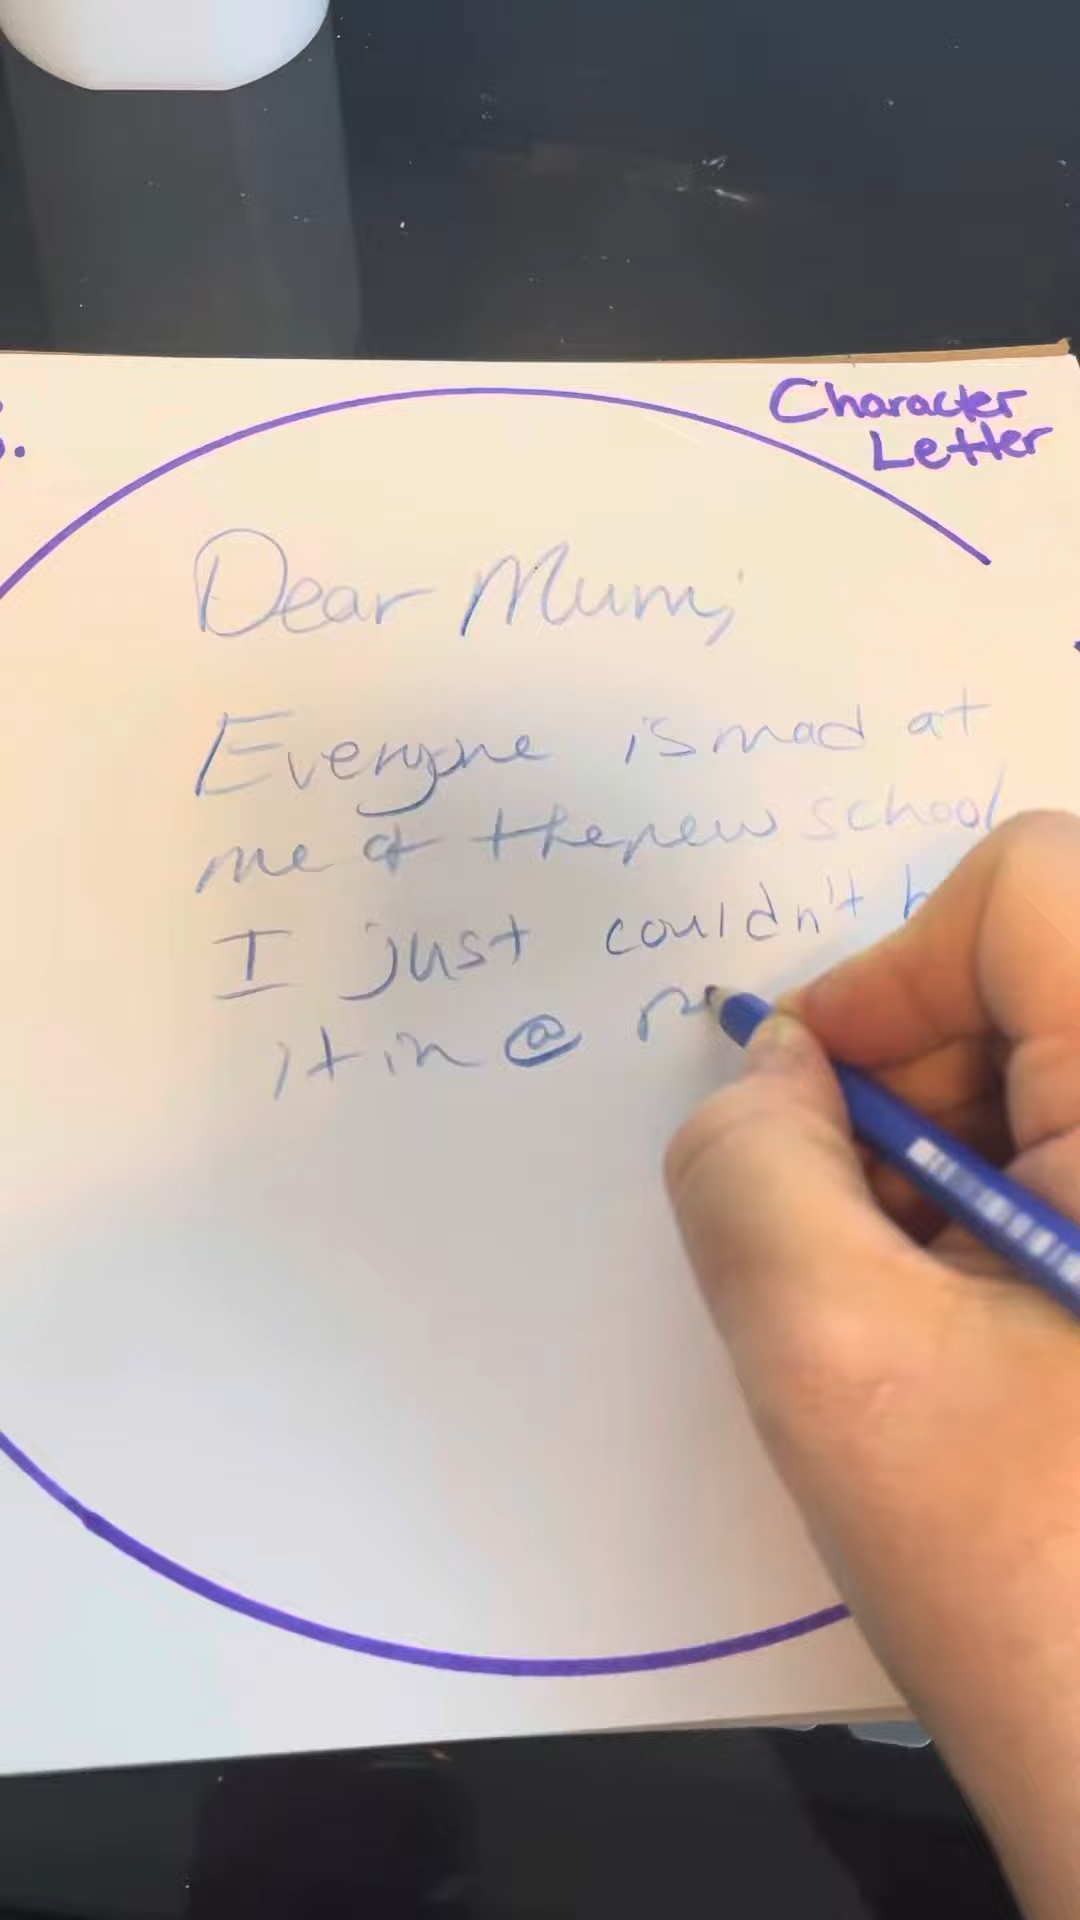 Character
Letter
Dear Mum,
Everyone is mad at
me at the new school
I just couldn't
it in @